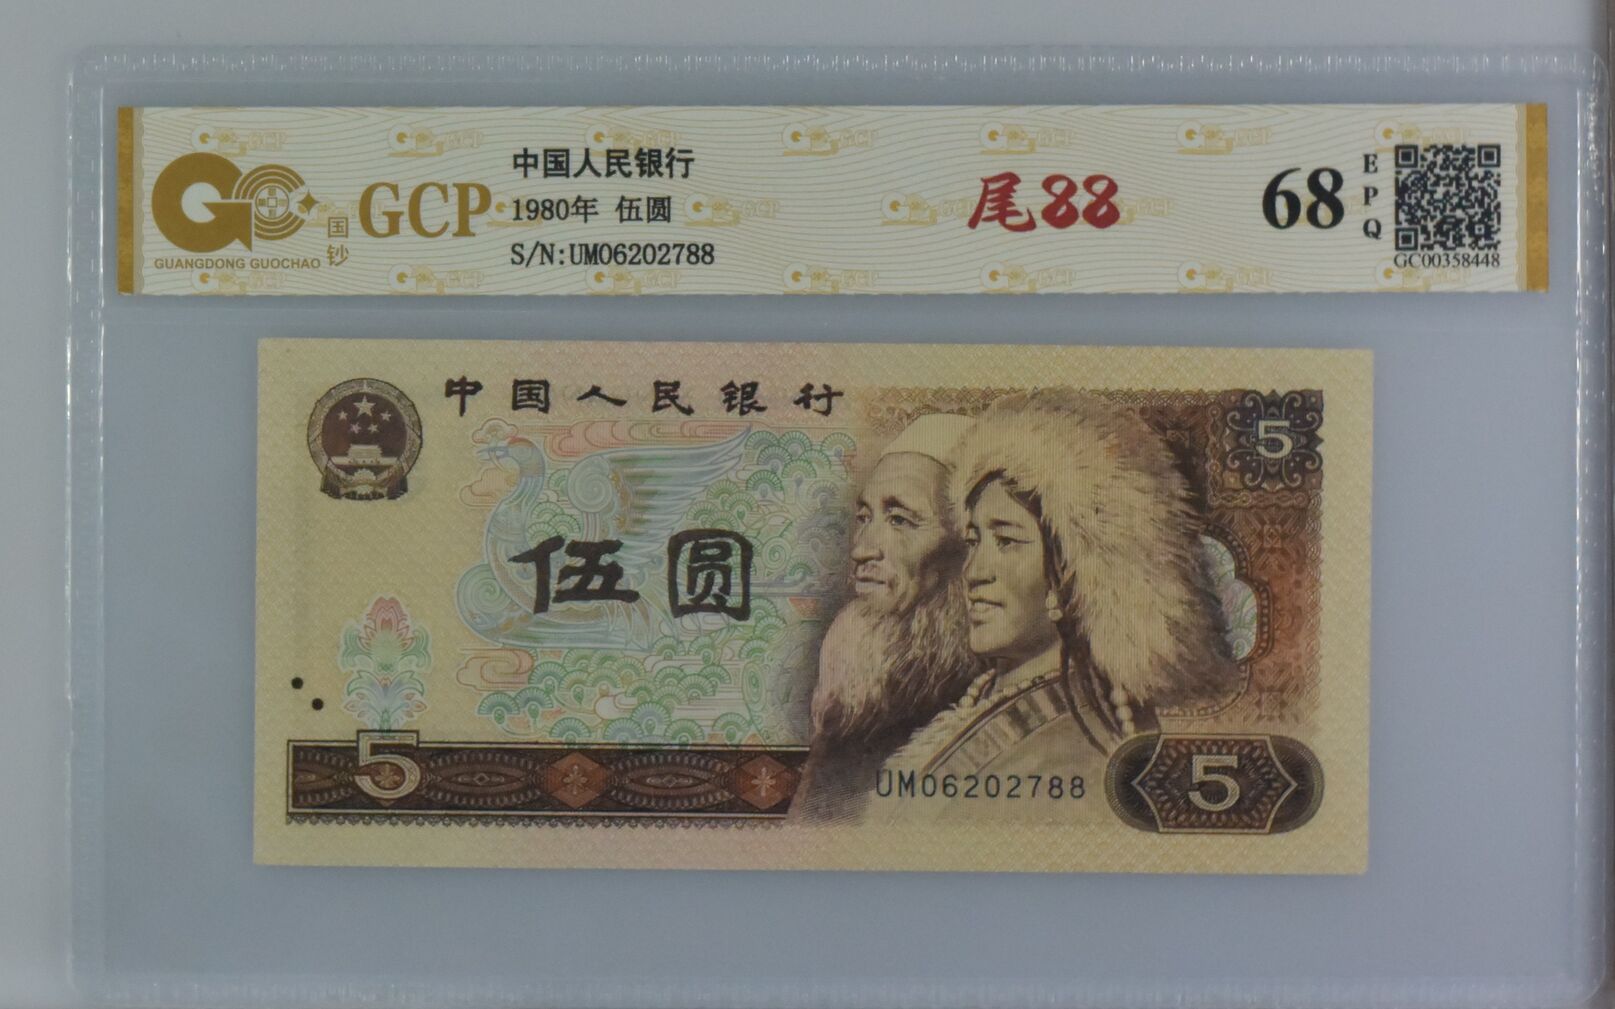 GCP
GUANGDONG GUOCHAO
国钞
中国人民银行
1980年 伍圆
S/N:UM06202788
尾88
68
EPQ
GC00358448
中国人民银行
5
伍圆
5
UM06202788
5